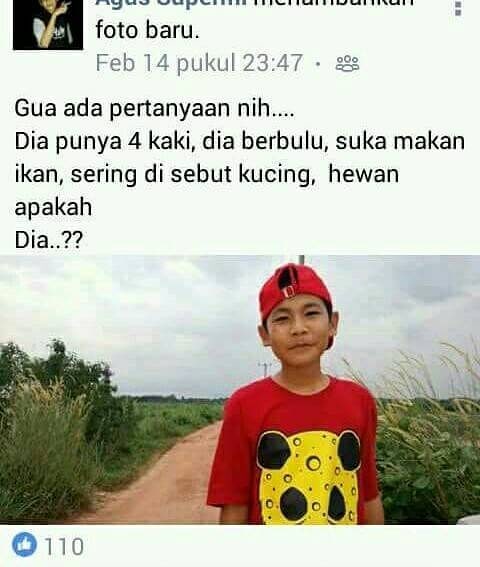 foto baru.
Feb 14 pukul 23:47 ·
Gua ada pertanyaan nih....
Dia punya 4 kaki, dia berbulu, suka makan
ikan, sering di sebut kucing, hewan
apakah
Dia..??
110